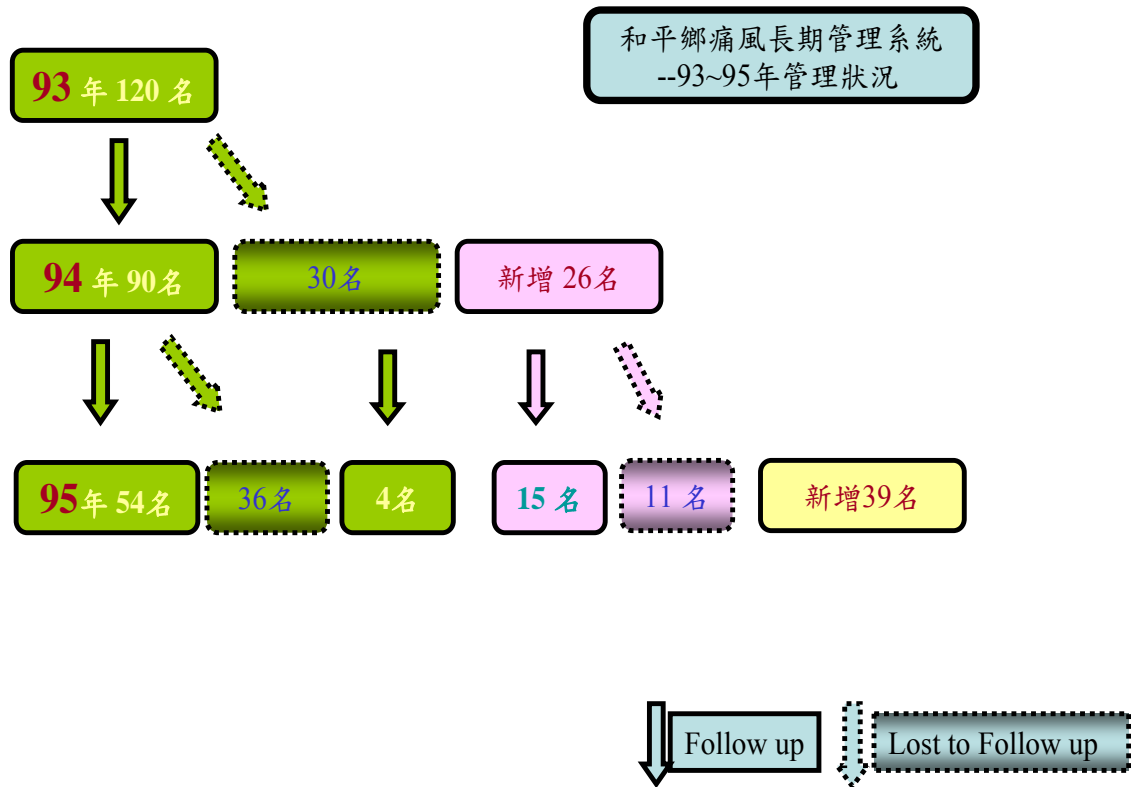 和平鄉痛風長期管理系統
--93~95年管理狀況
93 年 120 名
94 年 90名
30名
新增 26名
95年 54名
36名
4名
15 名
11 名
新增39名
Follow up
Lost to Follow up